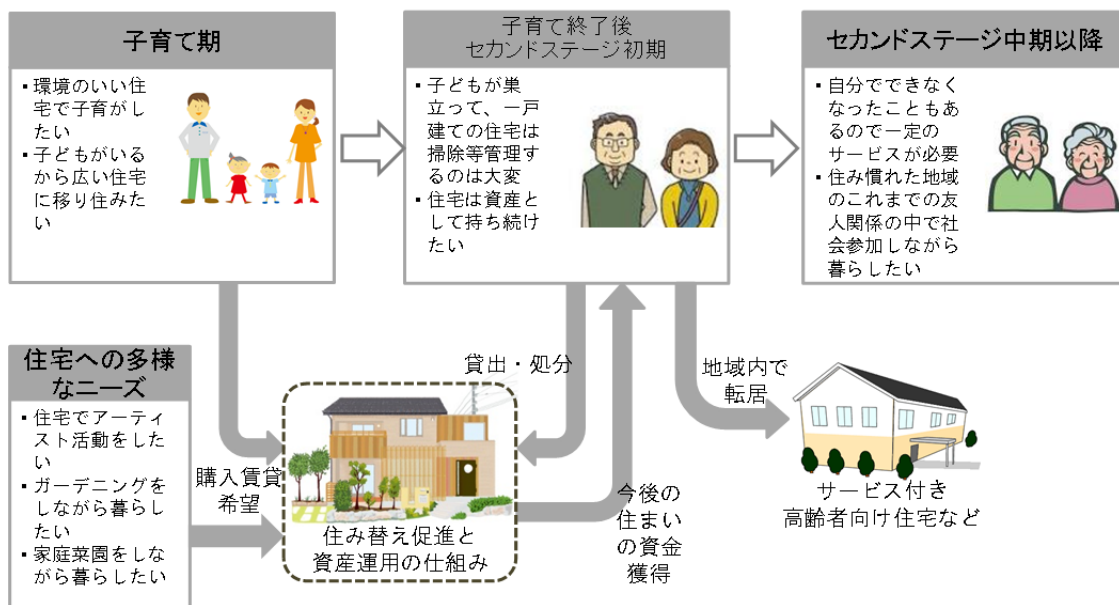 子育て期
▪ 環境のいい住
宅で子育がし
たい
▪ 子どもがいる
から広い住宅
に移り住みた
い
子育て終了後
セカンドステージ初期
▪ 子どもが巣
立って、一戸
建ての住宅は
掃除等管理す
るのは大変
▪ 住宅は資産と
して持ち続け
たい
セカンドステージ中期以降
▪ 自分でできなく
なったこともあ
るので一定の
サービスが必要
▪ 住み慣れた地域
のこれまでの友
人関係の中で社
会参加しながら
暮らしたい
住宅への多様
なニーズ
▪ 住宅でアーティ
スト活動をした
い
▪ ガーデニングを
しながら暮らし
たい
▪ 家庭菜園をしな
がら暮らしたい
購入賃貸
希望
貸出・処分
住み替え促進と
資産運用の仕組み
今後の
住まい
の資金
獲得
地域内で
転居
サービス付き
高齢者向け住宅など